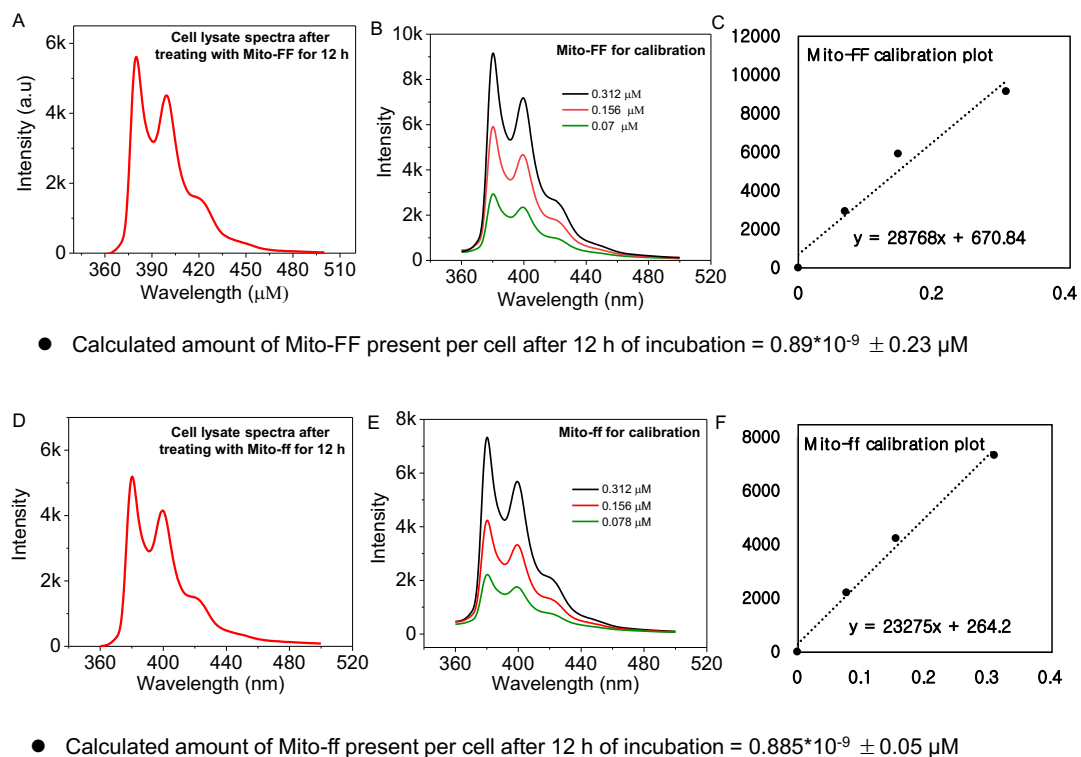 A
Cell lysate spectra after
treating with Mito-FF for 12 h
6k
4k
2k
0
Intensity (a.u)
360 390 420 450 480 510
Wavelength (μM)
B
Mito-FF for calibration
0.312 μM
0.156 μM
0.07 μM
10k
8k
6k
4k
2k
0
Intensity
360 400 440 480 520
Wavelength (nm)
C
Mito-FF calibration plot
12000
10000
8000
6000
4000
2000
0
y = 28768x + 670.84
0 0.2 0.4
● Calculated amount of Mito-FF present per cell after 12 h of incubation = 0.89*10⁻⁹ ± 0.23 μM
D
Cell lysate spectra after
treating with Mito-ff for 12 h
6k
4k
2k
0
Intensity
360 400 440 480 520
Wavelength (nm)
E
Mito-ff for calibration
0.312 μM
0.156 μM
0.078 μM
8k
6k
4k
2k
0
Intensity
360 400 440 480 520
Wavelength (nm)
F
Mito-ff calibration plot
8000
6000
4000
2000
0
y = 23275x + 264.2
0 0.1 0.2 0.3 0.4
● Calculated amount of Mito-ff present per cell after 12 h of incubation = 0.885*10⁻⁹ ± 0.05 μM